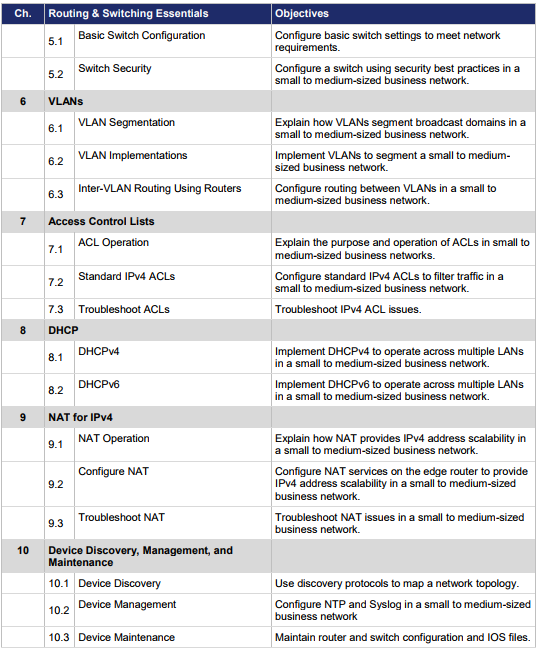 Ch. Routing & Switching Essentials Objectives
5.1 Basic Switch Configuration Configure basic switch settings to meet network
requirements.
5.2 Switch Security Configure a switch using security best practices in a
small to medium-sized business network.
6 VLANs
6.1 VLAN Segmentation Explain how VLANs segment broadcast domains in a
small to medium-sized business network.
6.2 VLAN Implementations Implement VLANs to segment a small to medium-
sized business network.
6.3 Inter-VLAN Routing Using Routers Configure routing between VLANs in a small to
medium-sized business network.
7 Access Control Lists
7.1 ACL Operation Explain the purpose and operation of ACLs in small to
medium-sized business networks.
7.2 Standard IPv4 ACLs Configure standard IPv4 ACLs to filter traffic in a
small to medium-sized business network.
7.3 Troubleshoot ACLs Troubleshoot IPv4 ACL issues.
8 DHCP
8.1 DHCPv4 Implement DHCPv4 to operate across multiple LANs
in a small to medium-sized business network.
8.2 DHCPv6 Implement DHCPv6 to operate across multiple LANs
in a small to medium-sized business network.
9 NAT for IPv4
9.1 NAT Operation Explain how NAT provides IPv4 address scalability in
a small to medium-sized business network.
9.2 Configure NAT Configure NAT services on the edge router to provide
IPv4 address scalability in a small to medium-sized
business network.
9.3 Troubleshoot NAT Troubleshoot NAT issues in a small to medium-sized
business network.
10 Device Discovery, Management, and
Maintenance
10.1 Device Discovery Use discovery protocols to map a network topology.
10.2 Device Management Configure NTP and Syslog in a small to medium-sized
business network
10.3 Device Maintenance Maintain router and switch configuration and IOS files.